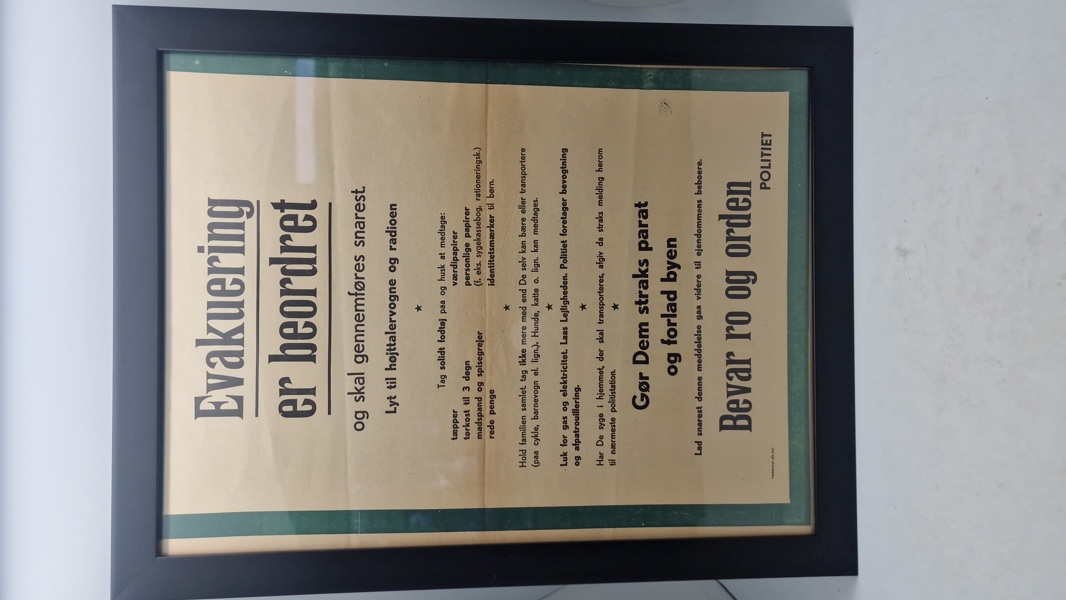 Evakuering
er beordret
og skal gennemføres snarest.
Lyt til højttalervogne og radioen
★
Tag solidt fodtøj paa og husk at medtage:
tæpper værdipapirer
tørkost til 3 døgn personlige papirer
madspand og spisegrejer (f. eks. sygekassebog, rationeringsk.)
rede penge identitetsmærker til børn.
★
Hold familien samlet, tag ikke mere med end De selv kan bære eller transportere
(paa cykle, barnevogn el. lign.). Hunde, katte o. lign. kan medtages.
★
Luk for gas og elektricitet. Laas Lejligheden. Politiet foretager bevogtning
og afpatrouillering.
★
Har De syge i hjemmet, der skal transporteres, afgiv da straks melding herom
til nærmeste politistation.
★
Gør Dem straks parat
og forlad byen
Lad snarest denne meddelelse gaa videre til ejendommens beboere.
Bevar ro og orden
POLITIET